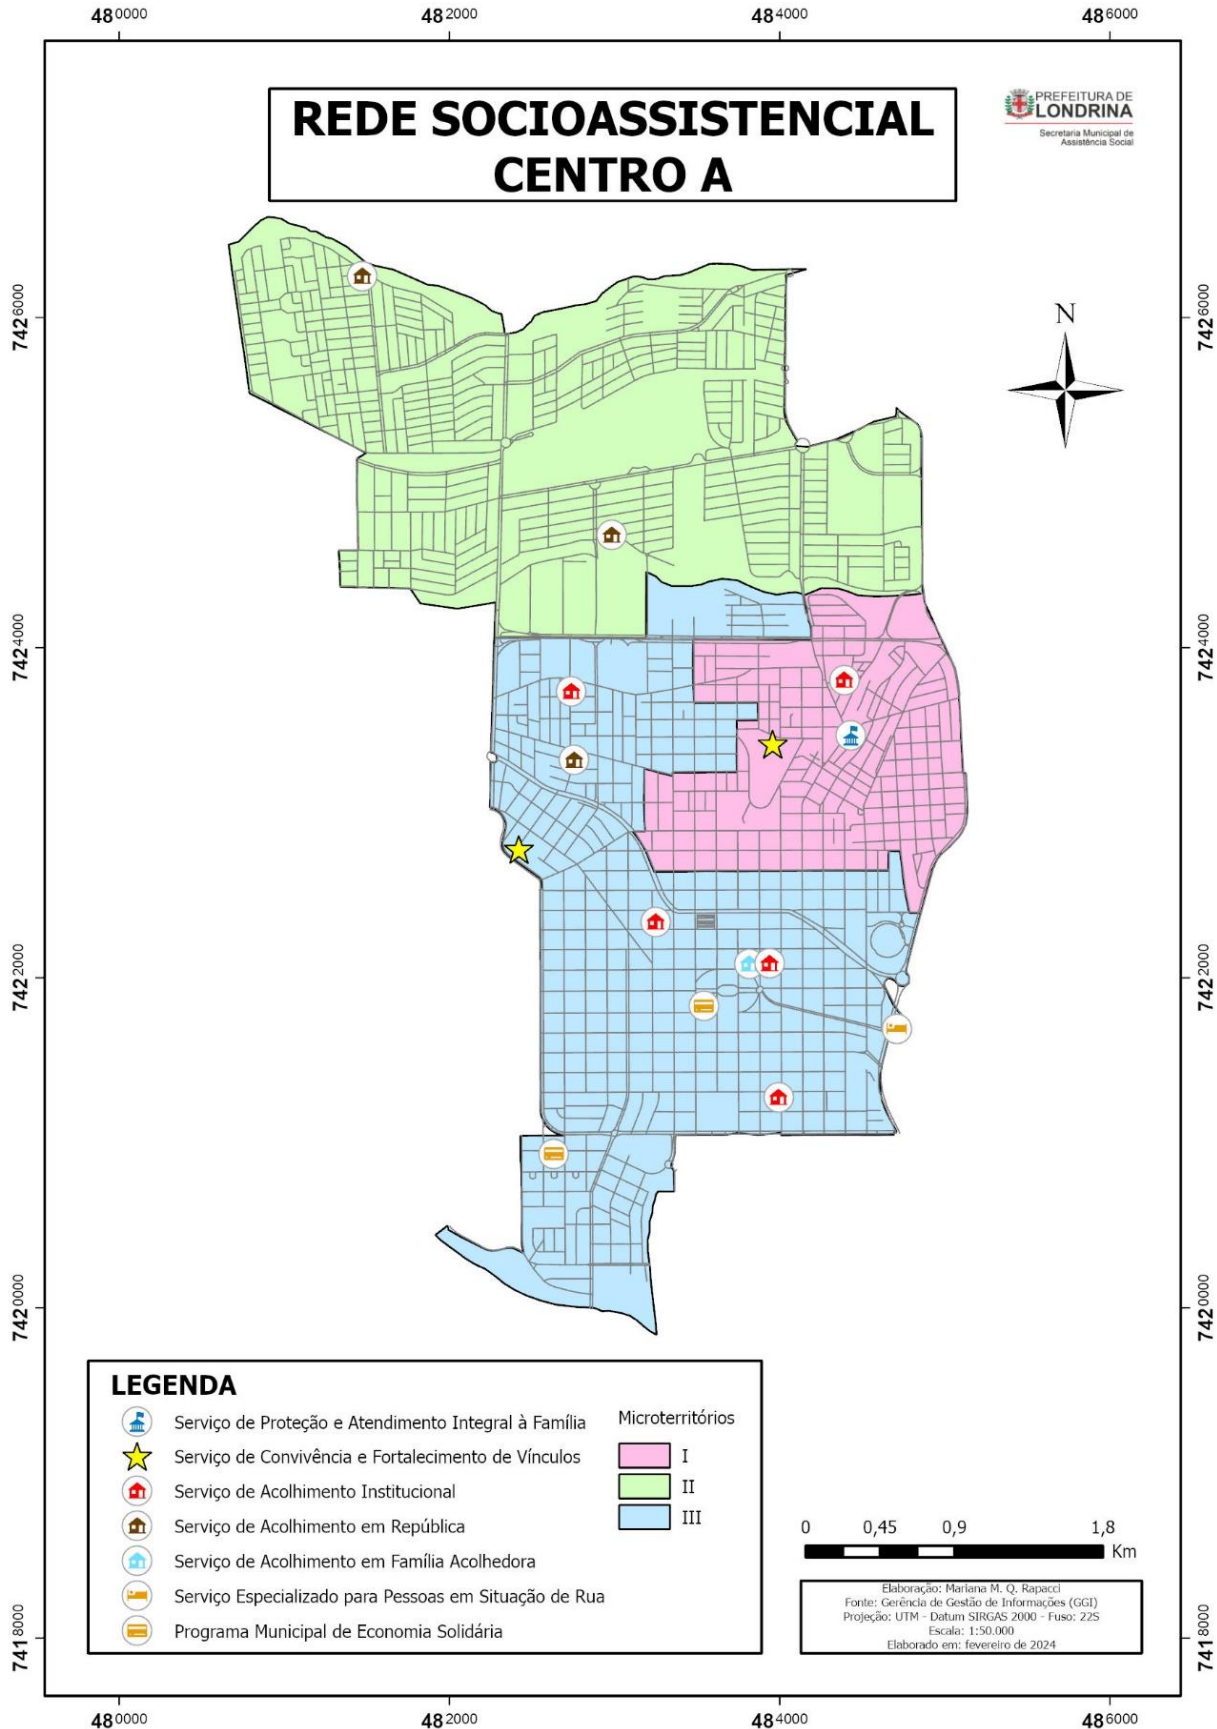 480000
482000
484000
486000
REDE SOCIOASSISTENCIAL
CENTRO A
PREFEITURA DE
LONDRINA
Secretaria Municipal de
Assistência Social
N
7426000
7426000
7424000
7424000
7422000
7422000
7420000
7420000
7418000
7418000
LEGENDA
Serviço de Proteção e Atendimento Integral à Família
Serviço de Convivência e Fortalecimento de Vínculos
Serviço de Acolhimento Institucional
Serviço de Acolhimento em República
Serviço de Acolhimento em Família Acolhedora
Serviço Especializado para Pessoas em Situação de Rua
Programa Municipal de Economia Solidária
Microterritórios
I
II
III
0 0,45 0,9 1,8
Km
Elaboração: Mariana M. Q. Rapacci
Fonte: Gerência de Gestão de Informações (GGI)
Projeção: UTM - Datum SIRGAS 2000 - Fuso: 22S
Escala: 1:50.000
Elaborado em: fevereiro de 2024
480000
482000
484000
486000